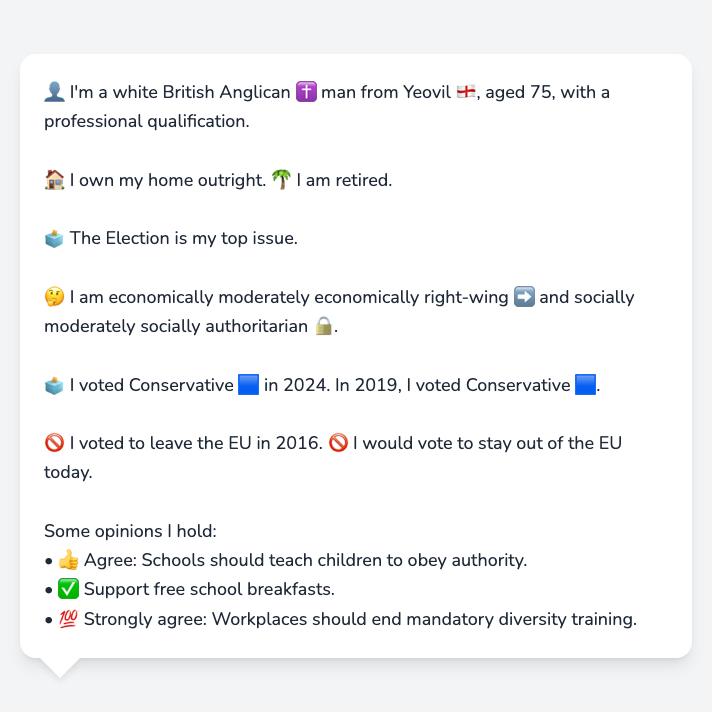 👤 I'm a white British Anglican ✝️ man from Yeovil 🏴󠁧󠁢󠁥󠁮󠁧󠁿, aged 75, with a
professional qualification.
🏠 I own my home outright. 🌴 I am retired.
🗳️ The Election is my top issue.
🤔 I am economically moderately economically right-wing ➡️ and socially
moderately socially authoritarian 🔒.
🗳️ I voted Conservative 🟦 in 2024. In 2019, I voted Conservative 🟦.
🚫 I voted to leave the EU in 2016. 🚫 I would vote to stay out of the EU
today.
Some opinions I hold:
• 👍 Agree: Schools should teach children to obey authority.
• ✅ Support free school breakfasts.
• 💯 Strongly agree: Workplaces should end mandatory diversity training.